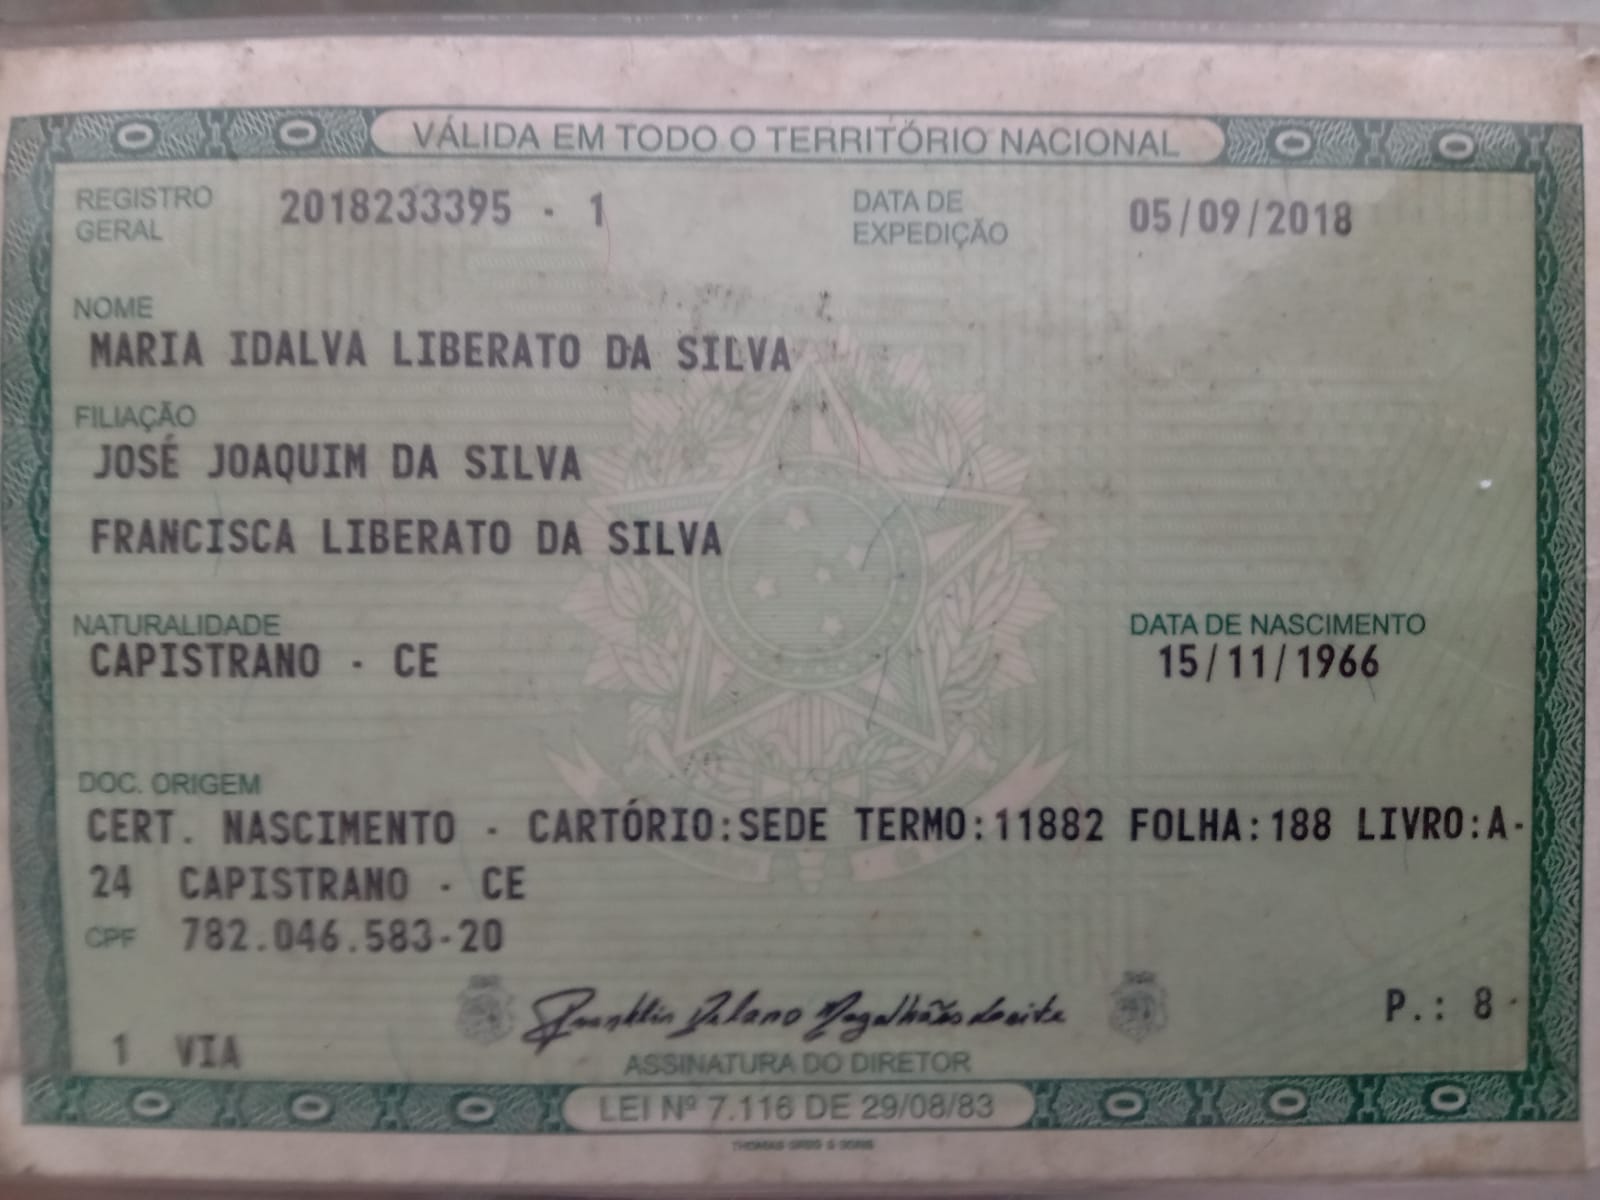 VÁLIDA EM TODO O TERRITÓRIO NACIONAL
REGISTRO GERAL 2018233395 - 1 DATA DE EXPEDIÇÃO 05/09/2018
NOME
MARIA IDALVA LIBERATO DA SILVA
FILIAÇÃO
JOSÉ JOAQUIM DA SILVA
FRANCISCA LIBERATO DA SILVA
NATURALIDADE DATA DE NASCIMENTO
CAPISTRANO - CE 15/11/1966
DOC. ORIGEM
CERT. NASCIMENTO - CARTÓRIO:SEDE TERMO:11882 FOLHA:188 LIVRO:A-
24 CAPISTRANO - CE
CPF 782.046.583-20
Franklin Delano Magalhães Leite
P.: 8
1 VIA
ASSINATURA DO DIRETOR
LEI Nº 7.116 DE 29/08/83